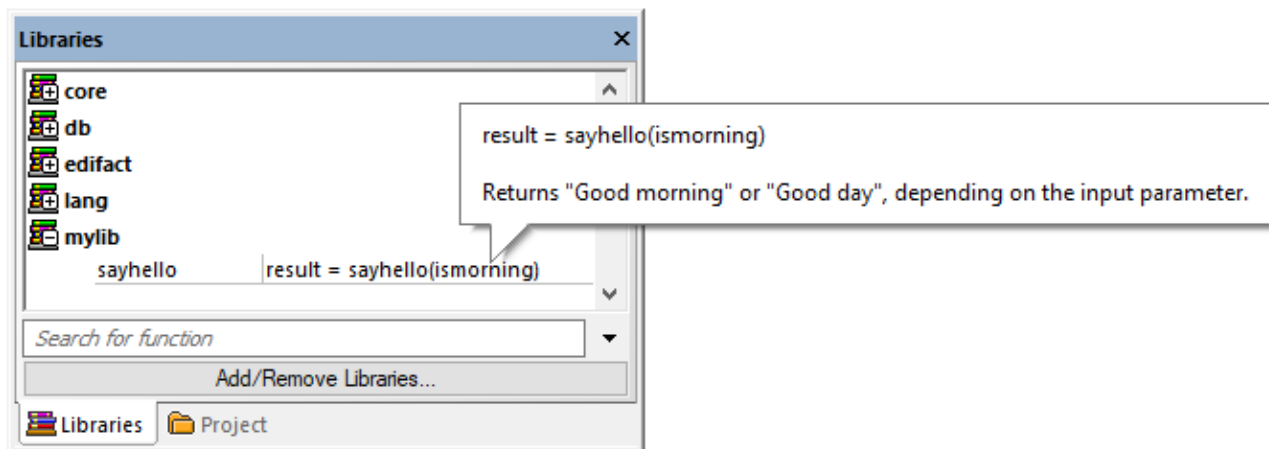 Libraries
core
db
edifact
lang
mylib
sayhello result = sayhello(ismorning)
result = sayhello(ismorning)
Returns "Good morning" or "Good day", depending on the input parameter.
Search for function
Add/Remove Libraries...
Libraries Project